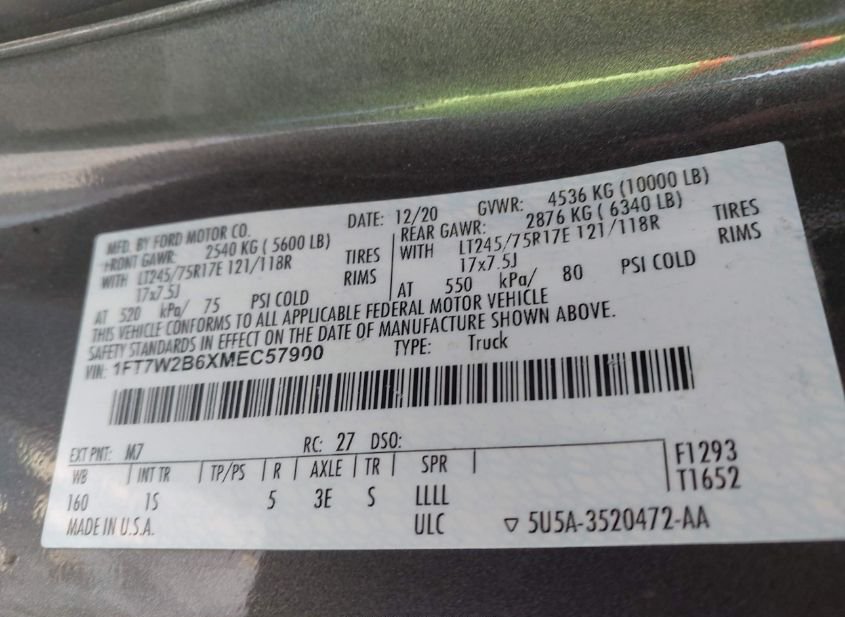 MFD. BY FORD MOTOR CO. DATE: 12/20 GVWR: 4536 KG (10000 LB)
FRONT GAWR: 2540 KG ( 5600 LB) REAR GAWR: 2876 KG ( 6340 LB)
WITH LT245/75R17E 121/118R TIRES WITH LT245/75R17E 121/118R TIRES
17x7.5J RIMS 17x7.5J RIMS
AT 520 kPa/ 75 PSI COLD AT 550 kPa/ 80 PSI COLD
THIS VEHICLE CONFORMS TO ALL APPLICABLE FEDERAL MOTOR VEHICLE
SAFETY STANDARDS IN EFFECT ON THE DATE OF MANUFACTURE SHOWN ABOVE.
VIN: 1FT7W2B6XMEC57900 TYPE: Truck
EXT PNT: M7 RC: 27 DSO:
WB | INT TR | TP/PS | R | AXLE | TR | SPR | F1293
160 1S 5 3E S LLLL T1652
MADE IN U.S.A. ULC ▽ 5U5A-3520472-AA